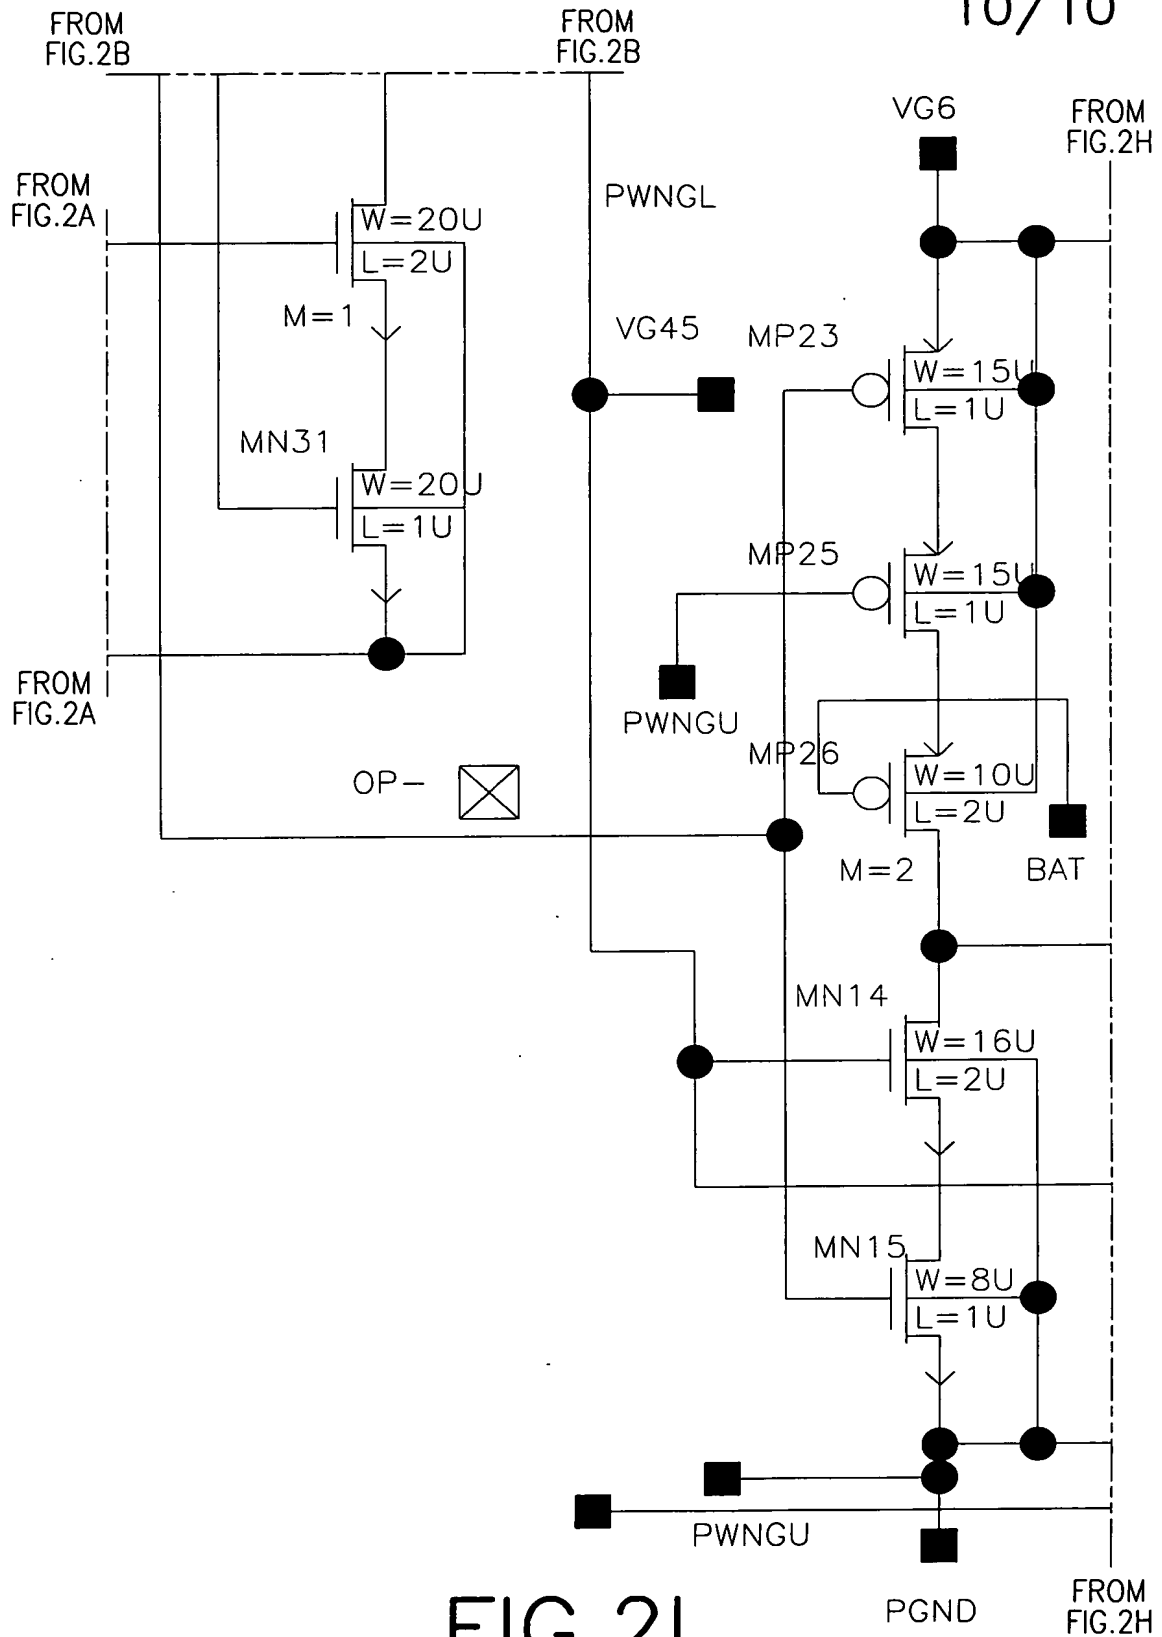 10/10
FROM
FIG.2B
FROM
FIG.2B
VG6
FROM
FIG.2H
FROM
FIG.2A
PWNGL
W=20U
L=2U
M=1
VG45
MP23
W=15U
L=1U
MN31
W=20U
L=1U
MP25
W=15U
L=1U
FROM
FIG.2A
PWNGU
MP26
W=10U
L=2U
OP-
M=2
BAT
MN14
W=16U
L=2U
MN15
W=8U
L=1U
PWNGU
PGND
FROM
FIG.2H
FIG.2I